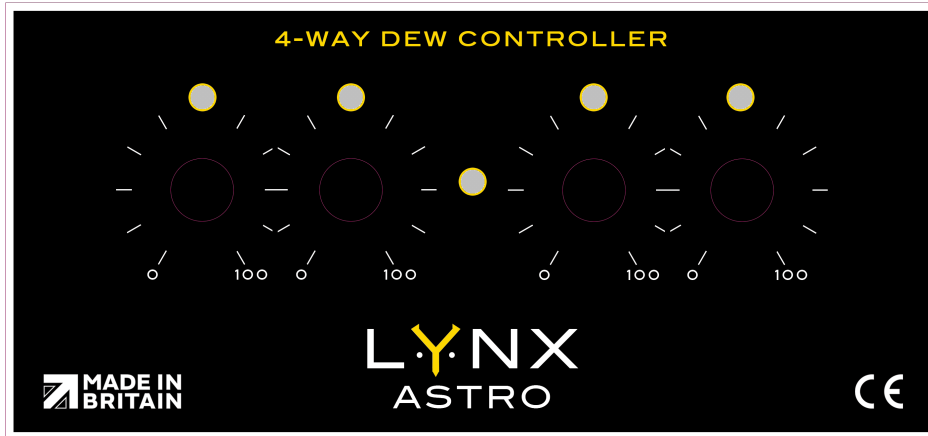 4-WAY DEW CONTROLLER
0 100 0 100 0 100 0 100
LYNX
ASTRO
MADE IN
BRITAIN
CE